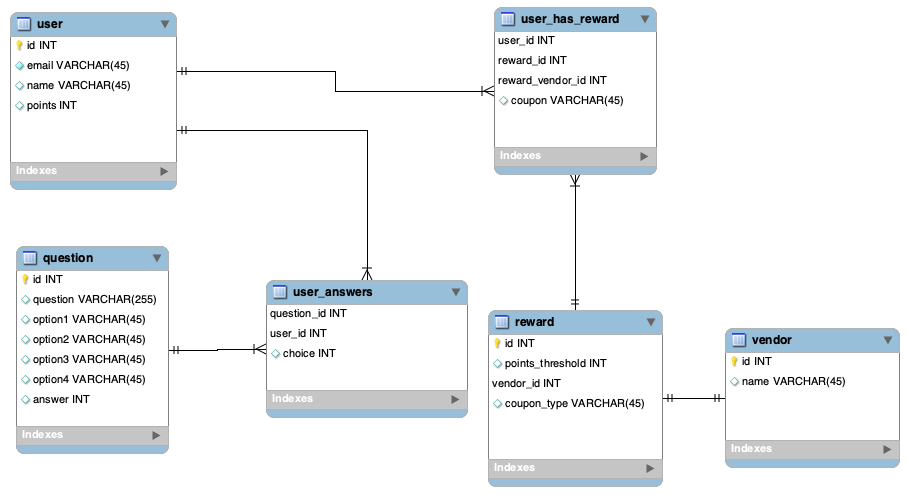 user
id INT
email VARCHAR(45)
name VARCHAR(45)
points INT
Indexes
user_has_reward
user_id INT
reward_id INT
reward_vendor_id INT
coupon VARCHAR(45)
Indexes
question
id INT
question VARCHAR(255)
option1 VARCHAR(45)
option2 VARCHAR(45)
option3 VARCHAR(45)
option4 VARCHAR(45)
answer INT
Indexes
user_answers
question_id INT
user_id INT
choice INT
Indexes
reward
id INT
points_threshold INT
vendor_id INT
coupon_type VARCHAR(45)
Indexes
vendor
id INT
name VARCHAR(45)
Indexes